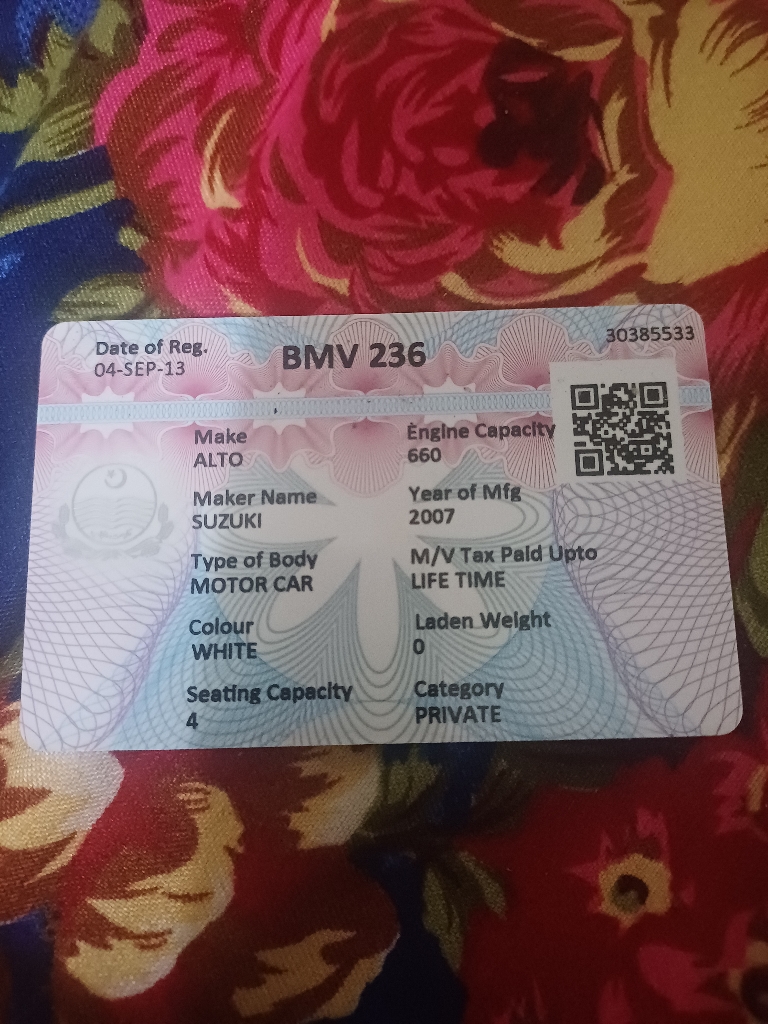 Date of Reg.
04-SEP-13
BMV 236
30385533
Make
ALTO
Engine Capacity
660
Maker Name
SUZUKI
Year of Mfg
2007
Type of Body
MOTOR CAR
M/V Tax Paid Upto
LIFE TIME
Colour
WHITE
Laden Weight
0
Seating Capacity
4
Category
PRIVATE